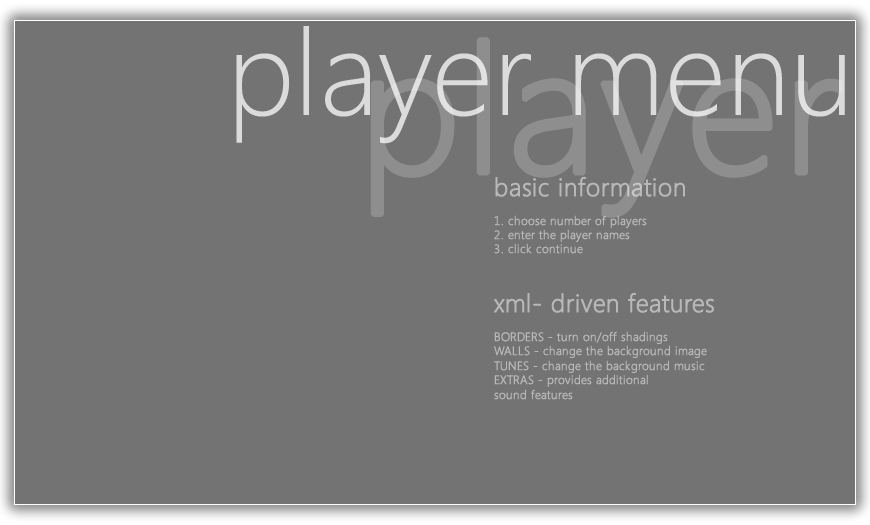 player menu
player
basic information
1. choose number of players
2. enter the player names
3. click continue
xml- driven features
BORDERS - turn on/off shadings
WALLS - change the background image
TUNES - change the background music
EXTRAS - provides additional
sound features